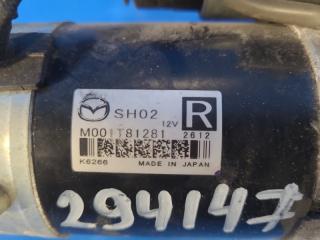 SH02 12V R
M001T81281 2612
K6266 MADE IN JAPAN
294147